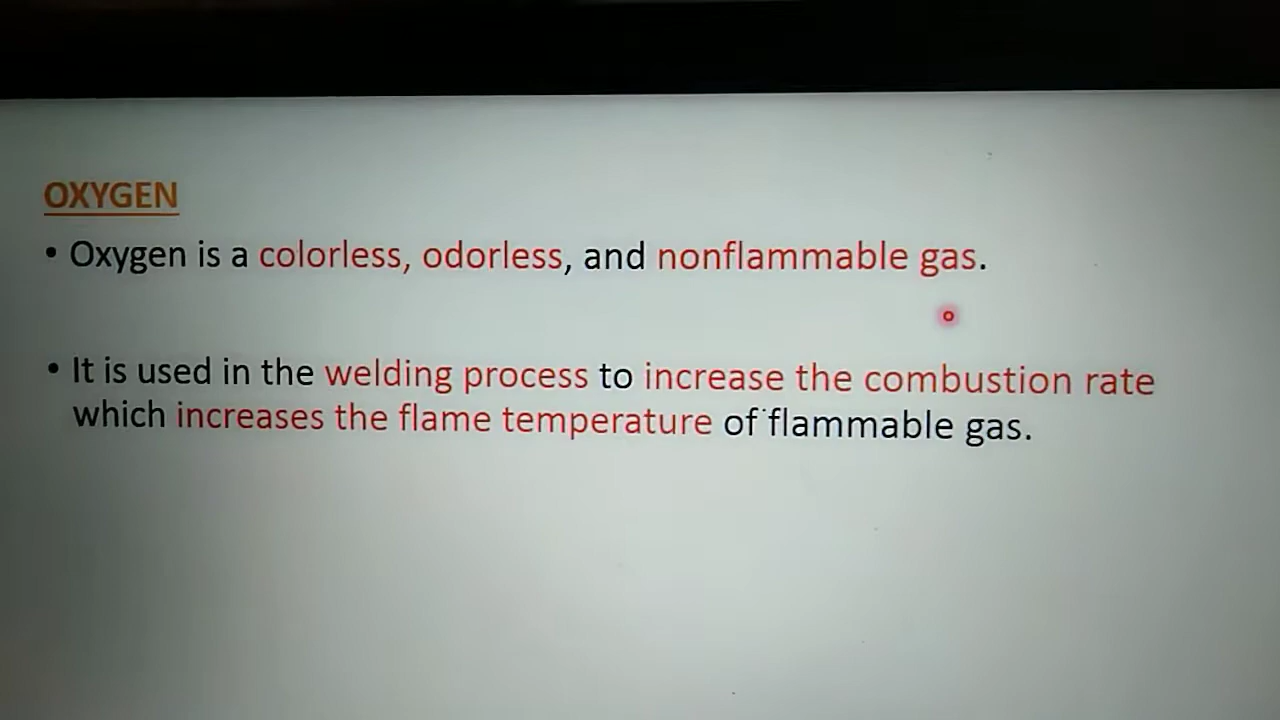 OXYGEN
• Oxygen is a colorless, odorless, and nonflammable gas.
• It is used in the welding process to increase the combustion rate
which increases the flame temperature of flammable gas.